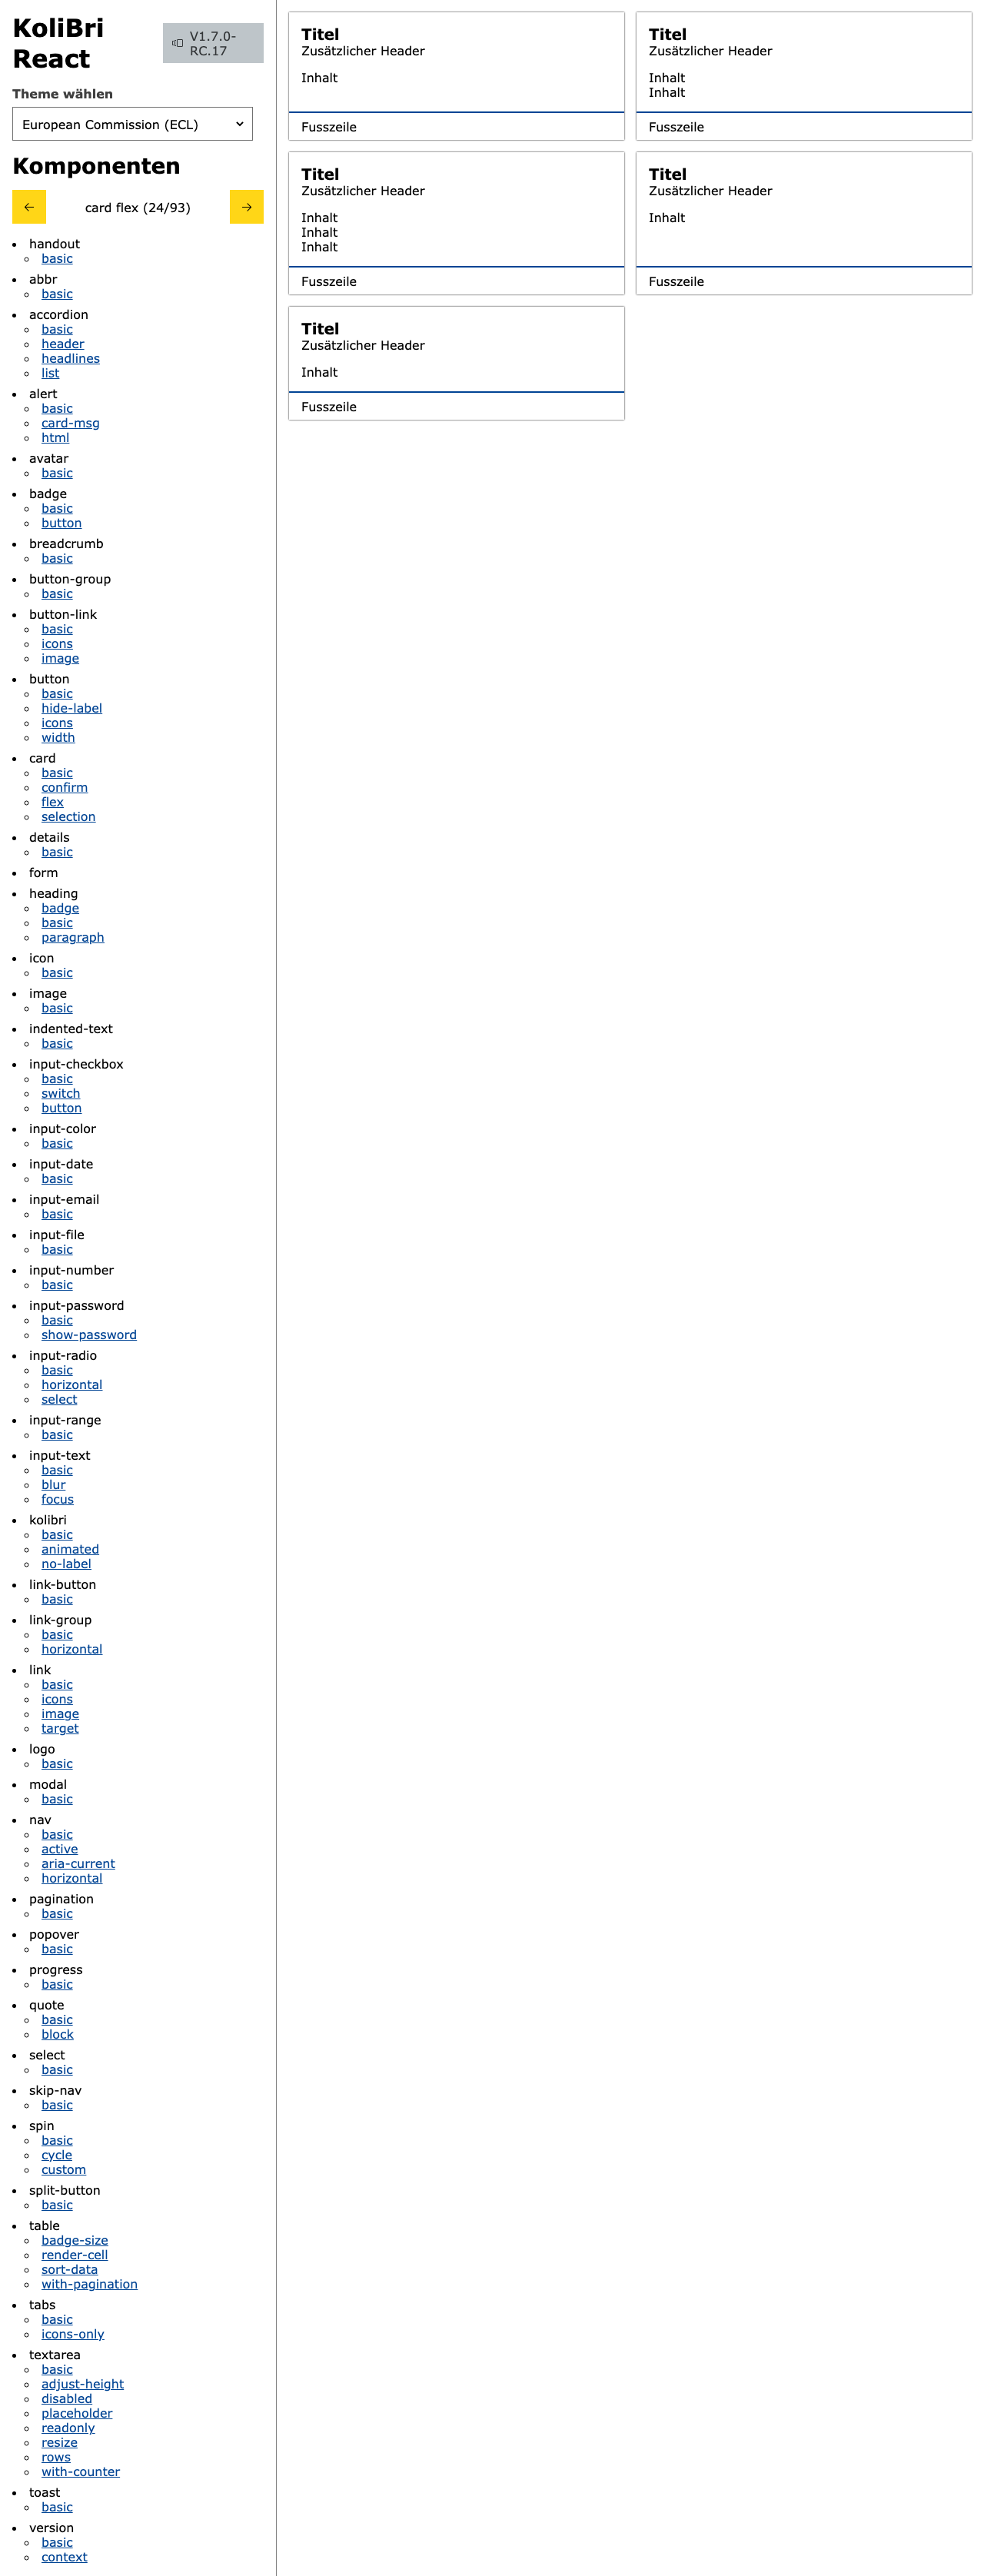 KoliBri
React
V1.7.0-
RC.17
Theme wählen
European Commission (ECL)
Komponenten
card flex (24/93)
handout
basic
abbr
basic
accordion
basic
header
headlines
list
alert
basic
card-msg
html
avatar
basic
badge
basic
button
breadcrumb
basic
button-group
basic
button-link
basic
icons
image
button
basic
hide-label
icons
width
card
basic
confirm
flex
selection
details
basic
form
heading
badge
basic
paragraph
icon
basic
image
basic
indented-text
basic
input-checkbox
basic
switch
button
input-color
basic
input-date
basic
input-email
basic
input-file
basic
input-number
basic
input-password
basic
show-password
input-radio
basic
horizontal
select
input-range
basic
input-text
basic
blur
focus
kolibri
basic
animated
no-label
link-button
basic
link-group
basic
horizontal
link
basic
icons
image
target
logo
basic
modal
basic
nav
basic
active
aria-current
horizontal
pagination
basic
popover
basic
progress
basic
quote
basic
block
select
basic
skip-nav
basic
spin
basic
cycle
custom
split-button
basic
table
badge-size
render-cell
sort-data
with-pagination
tabs
basic
icons-only
textarea
basic
adjust-height
disabled
placeholder
readonly
resize
rows
with-counter
toast
basic
version
basic
context
Titel
Zusätzlicher Header
Inhalt
Fusszeile
Titel
Zusätzlicher Header
Inhalt
Inhalt
Fusszeile
Titel
Zusätzlicher Header
Inhalt
Inhalt
Inhalt
Fusszeile
Titel
Zusätzlicher Header
Inhalt
Fusszeile
Titel
Zusätzlicher Header
Inhalt
Fusszeile